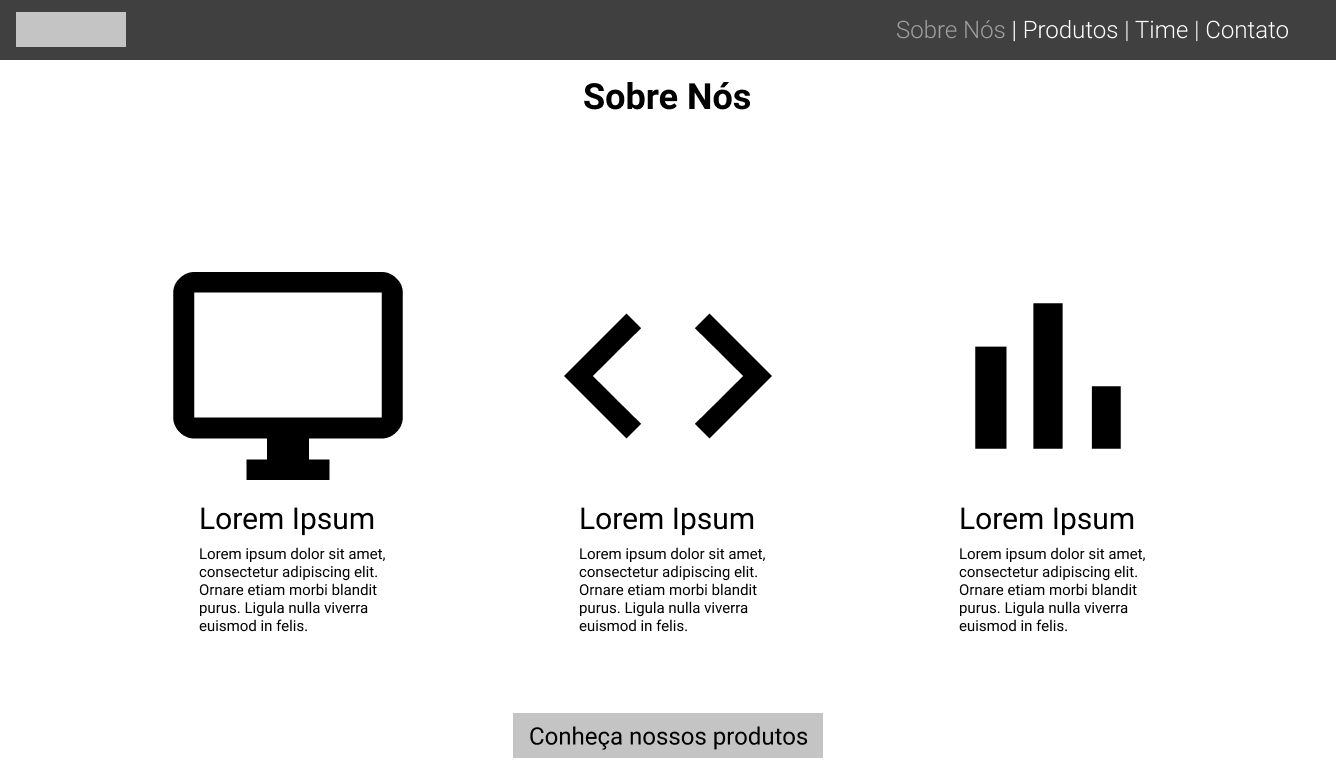 Sobre Nós | Produtos | Time | Contato
Sobre Nós
Lorem Ipsum
Lorem ipsum dolor sit amet,
consectetur adipiscing elit.
Ornare etiam morbi blandit
purus. Ligula nulla viverra
euismod in felis.
Lorem Ipsum
Lorem ipsum dolor sit amet,
consectetur adipiscing elit.
Ornare etiam morbi blandit
purus. Ligula nulla viverra
euismod in felis.
Lorem Ipsum
Lorem ipsum dolor sit amet,
consectetur adipiscing elit.
Ornare etiam morbi blandit
purus. Ligula nulla viverra
euismod in felis.
Conheça nossos produtos